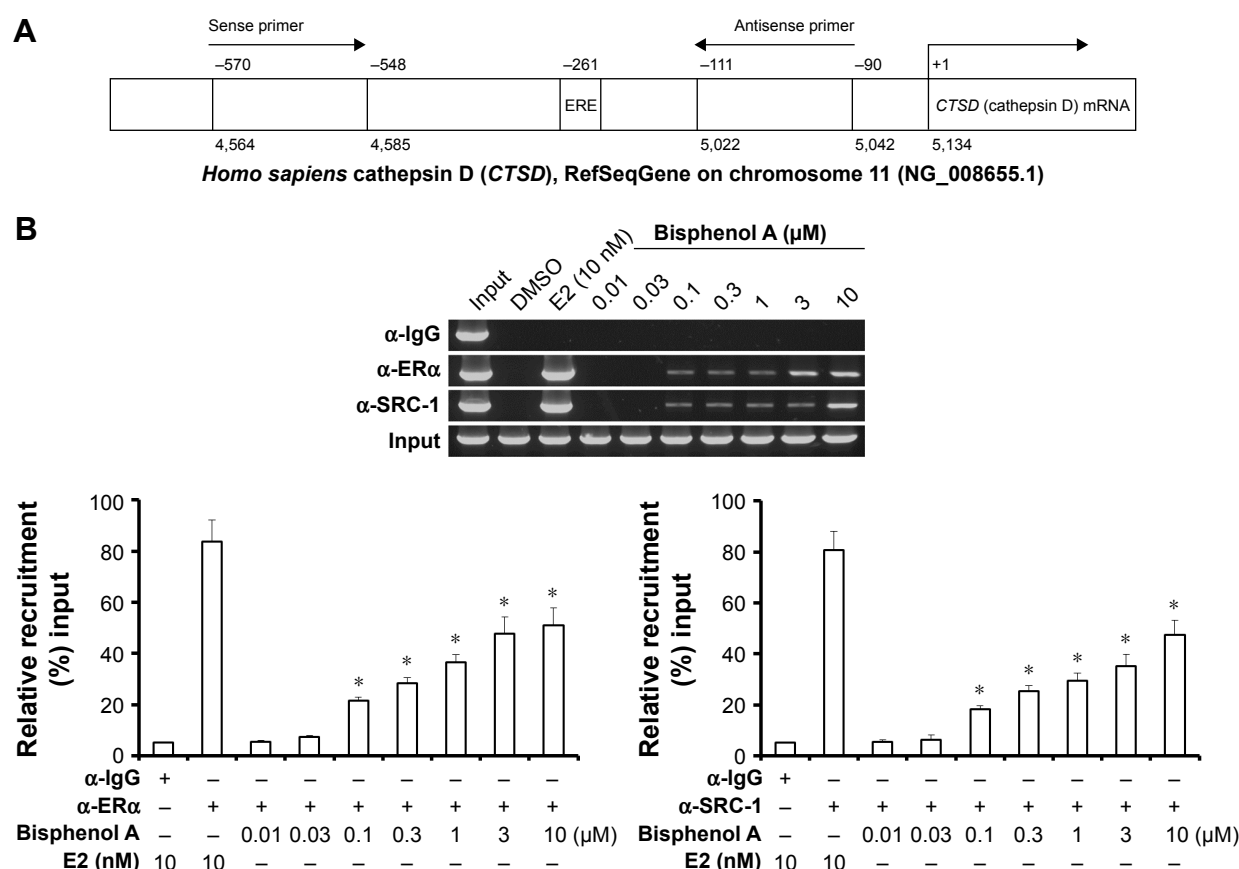 A
Sense primer
Antisense primer
–570
–548
–261
–111
–90
+1
ERE
CTSD (cathepsin D) mRNA
4,564
4,585
5,022
5,042
5,134
Homo sapiens cathepsin D (CTSD), RefSeqGene on chromosome 11 (NG_008655.1)
B
Bisphenol A (µM)
Input DMSO E2 (10 nM) 0.01 0.03 0.1 0.3 1 3 10
α-IgG
α-ERα
α-SRC-1
Input
Relative recruitment
(%) input
100
80
60
40
20
0
* * * * *
α-IgG + – – – – – – – –
α-ERα – + + + + + + + +
Bisphenol A – – 0.01 0.03 0.1 0.3 1 3 10 (µM)
E2 (nM) 10 10 – – – – – – –
Relative recruitment
(%) input
100
80
60
40
20
0
* * * * *
α-IgG + – – – – – – – –
α-SRC-1 – + + + + + + + +
Bisphenol A – – 0.01 0.03 0.1 0.3 1 3 10 (µM)
E2 (nM) 10 10 – – – – – – –